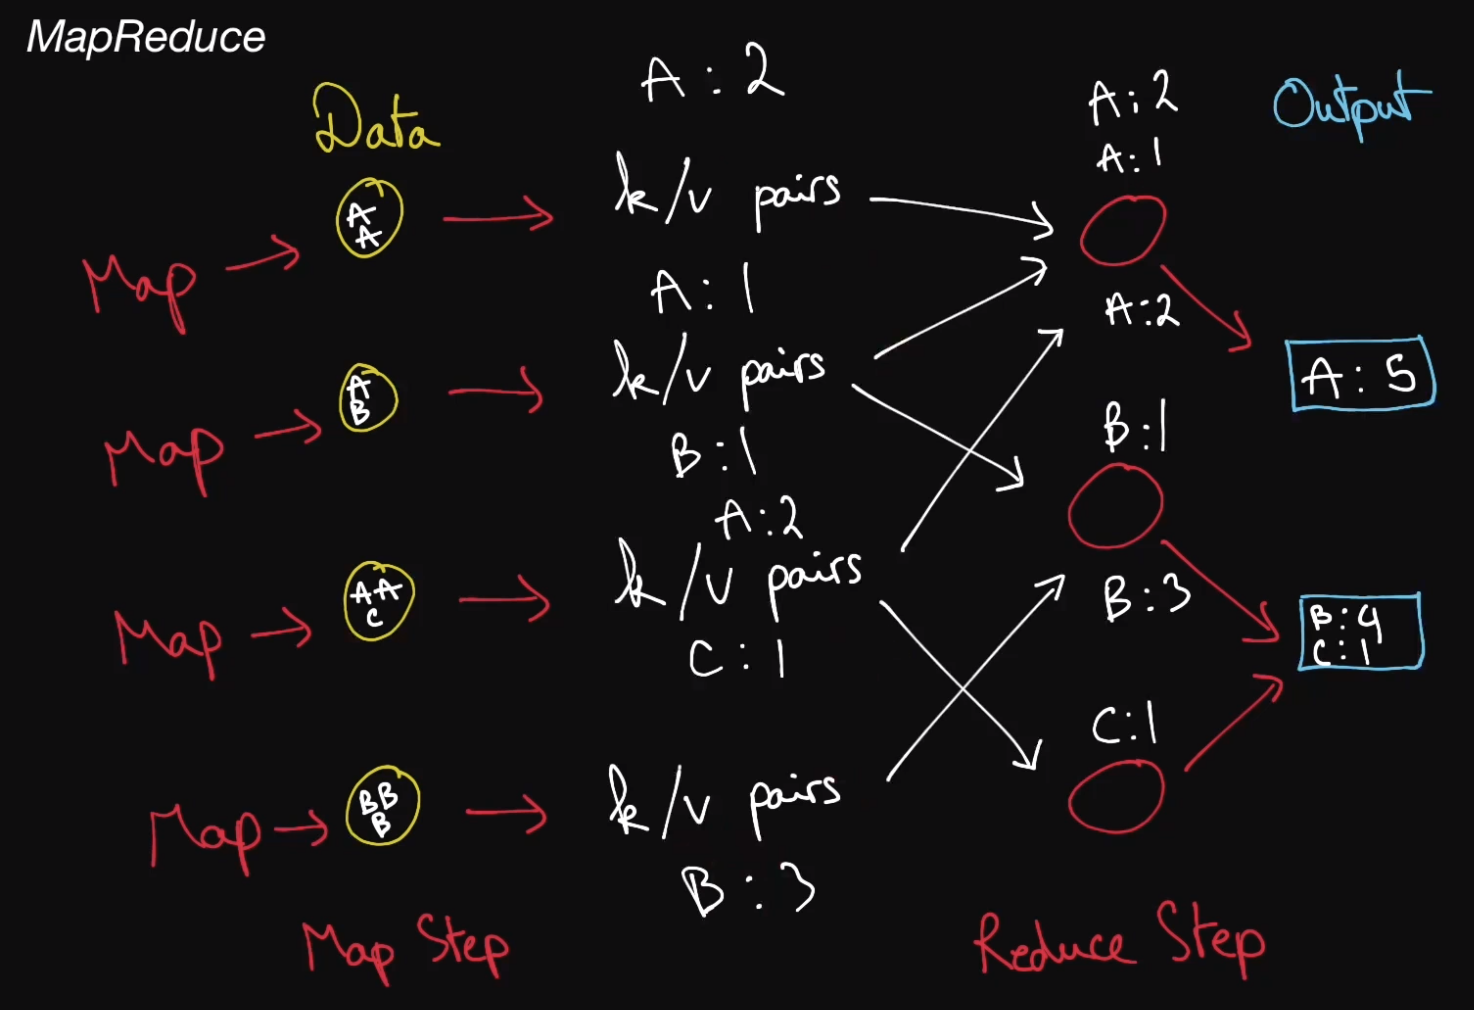 MapReduce
Data
A : 2
A : 2
A : 1
Output
A
A
k/v pairs
Map
A : 1
A : 2
A
B
k/v pairs
A : 5
Map
B : 1
B : 1
A : 2
A A
C
k/v pairs
B : 3
B : 4
C : 1
Map
C : 1
C : 1
B B
B
k/v pairs
Map
B : 3
Map Step
Reduce Step